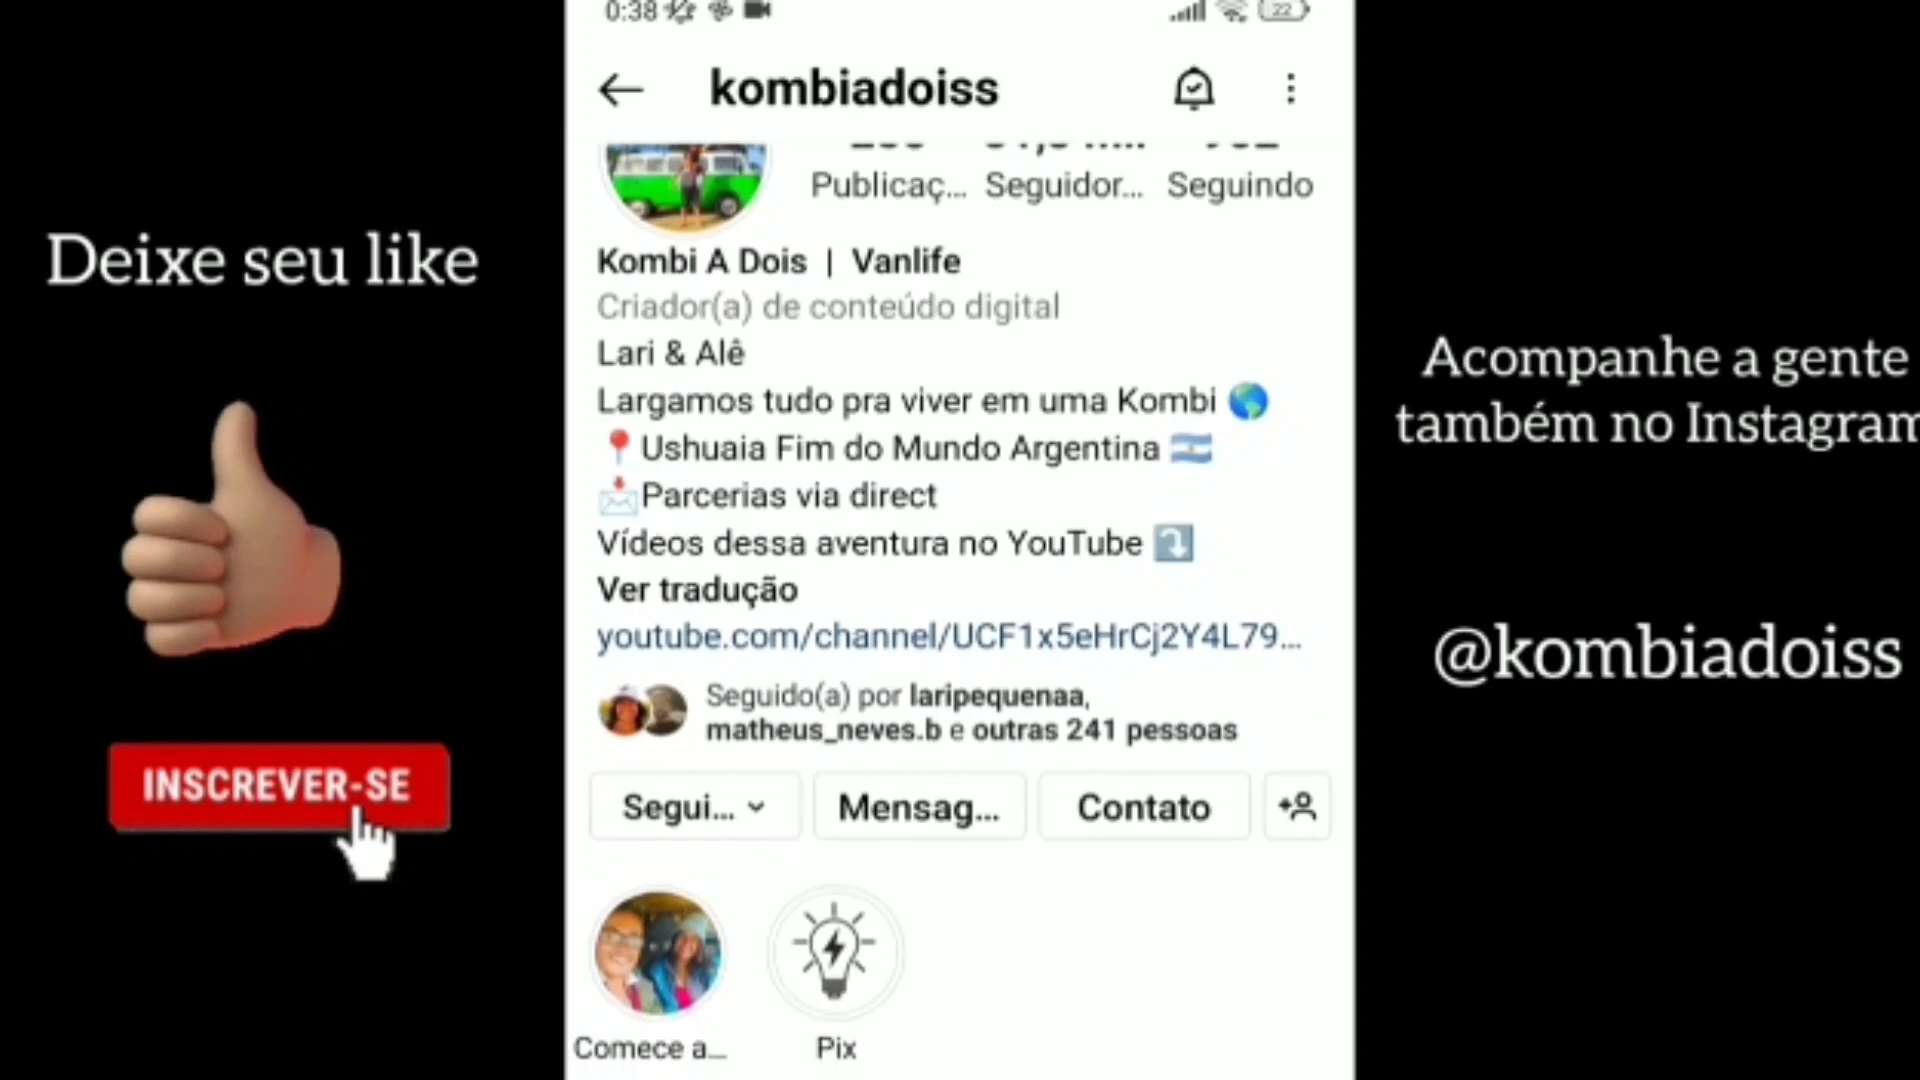 0:38
22
kombiadoiss
Publicaç... Seguidor... Seguindo
Deixe seu like
Kombi A Dois | Vanlife
Criador(a) de conteúdo digital
Lari & Alê
Largamos tudo pra viver em uma Kombi
Ushuaia Fim do Mundo Argentina
Parcerias via direct
Vídeos dessa aventura no YouTube
Ver tradução
youtube.com/channel/UCF1x5eHrCj2Y4L79...
Seguido(a) por laripequenaa,
matheus_neves.b e outras 241 pessoas
Segui... Mensag... Contato
Comece a... Pix
INSCREVER-SE
Acompanhe a gente
também no Instagram
@kombiadoiss